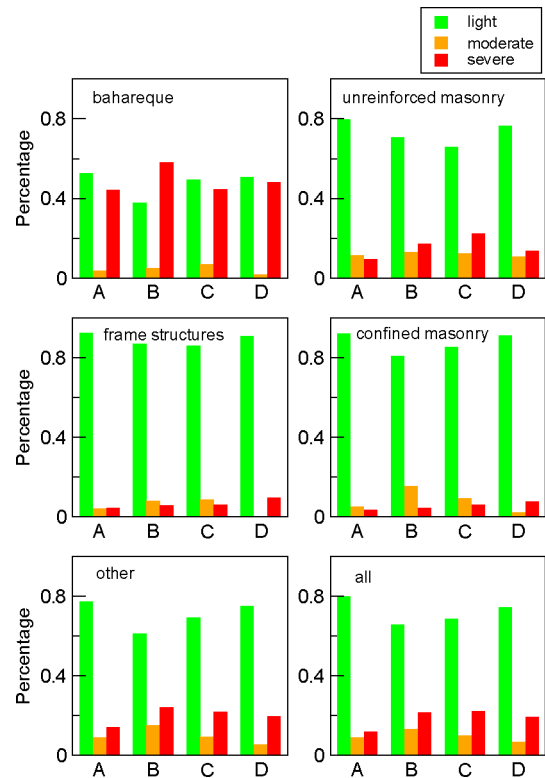 light
moderate
severe
bahareque
unreinforced masonry
Percentage
0.8
0.4
0
A B C D
0.8
0.4
0
A B C D
frame structures
confined masonry
Percentage
0.8
0.4
0
A B C D
0.8
0.4
0
A B C D
other
all
Percentage
0.8
0.4
0
A B C D
0.8
0.4
0
A B C D